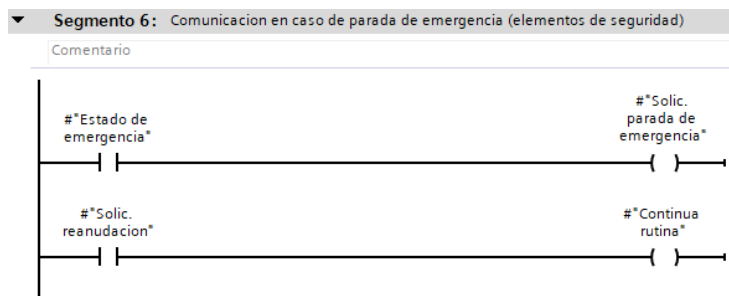 Segmento 6: Comunicacion en caso de parada de emergencia (elementos de seguridad)
Comentario
#"Estado de
emergencia"
#"Solic.
parada de
emergencia"
#"Solic.
reanudacion"
#"Continua
rutina"